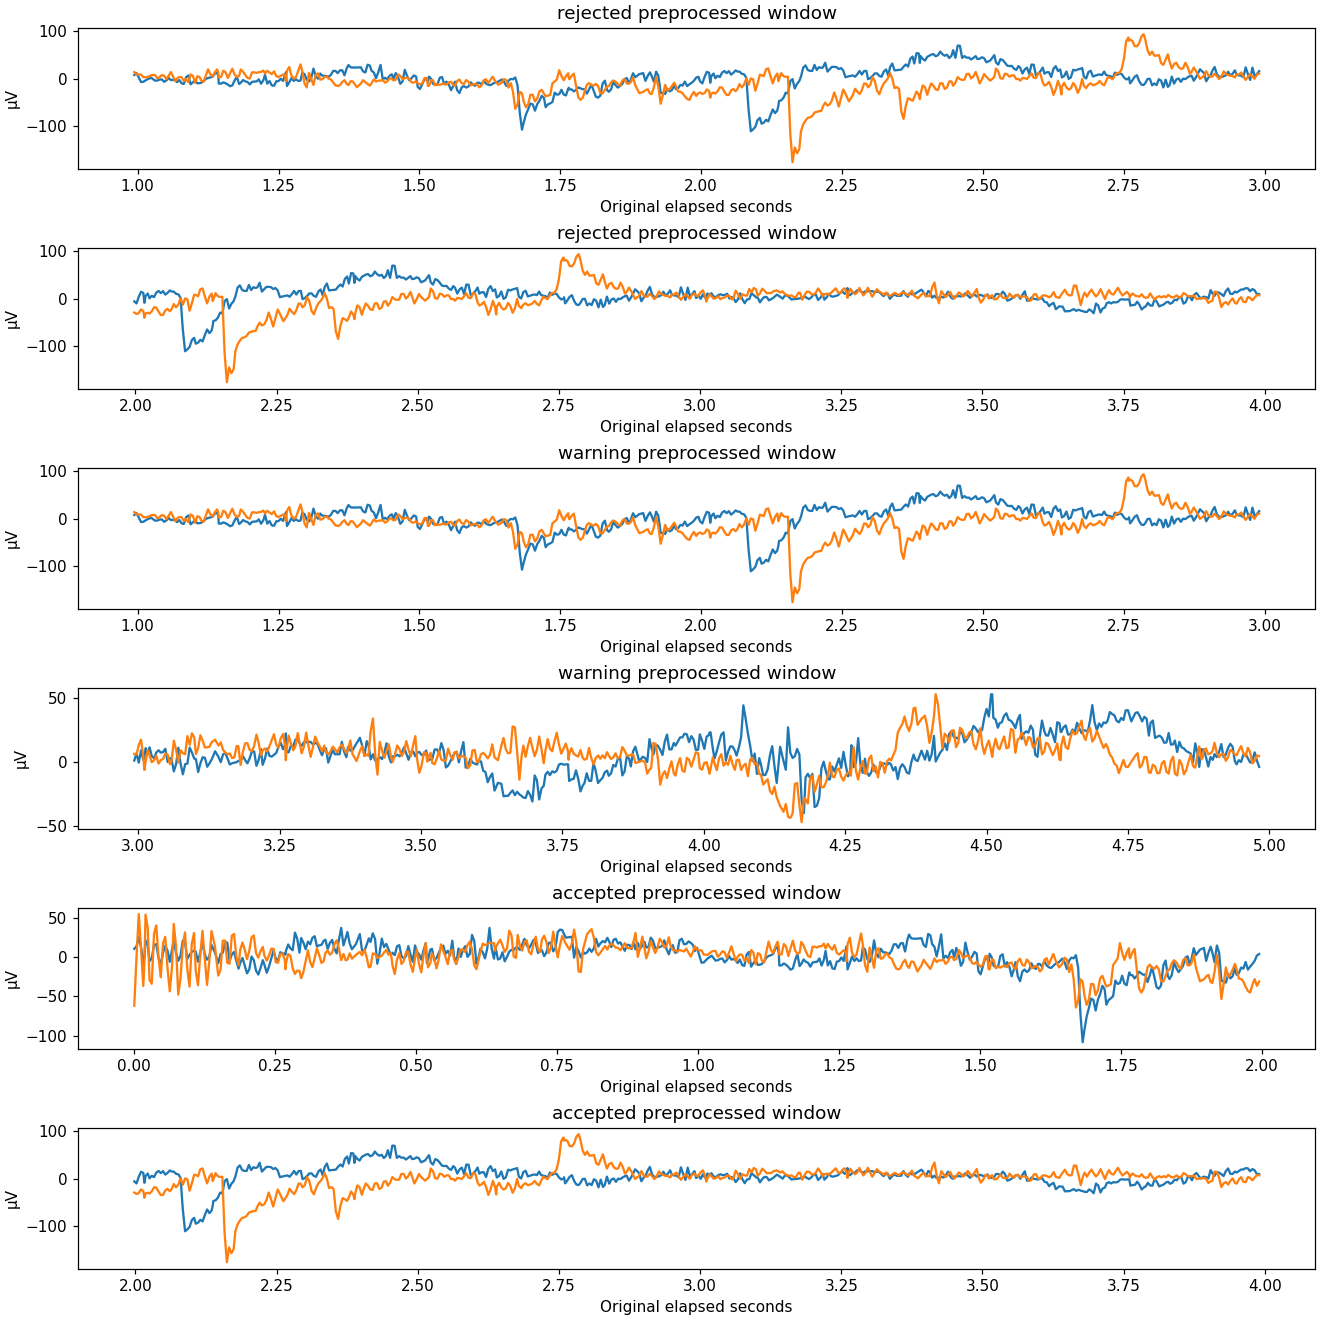 rejected preprocessed window
100
0
−100
µV
1.00 1.25 1.50 1.75 2.00 2.25 2.50 2.75 3.00
Original elapsed seconds
rejected preprocessed window
100
0
−100
µV
2.00 2.25 2.50 2.75 3.00 3.25 3.50 3.75 4.00
Original elapsed seconds
warning preprocessed window
100
0
−100
µV
1.00 1.25 1.50 1.75 2.00 2.25 2.50 2.75 3.00
Original elapsed seconds
warning preprocessed window
50
0
−50
µV
3.00 3.25 3.50 3.75 4.00 4.25 4.50 4.75 5.00
Original elapsed seconds
accepted preprocessed window
50
0
−50
−100
µV
0.00 0.25 0.50 0.75 1.00 1.25 1.50 1.75 2.00
Original elapsed seconds
accepted preprocessed window
100
0
−100
µV
2.00 2.25 2.50 2.75 3.00 3.25 3.50 3.75 4.00
Original elapsed seconds